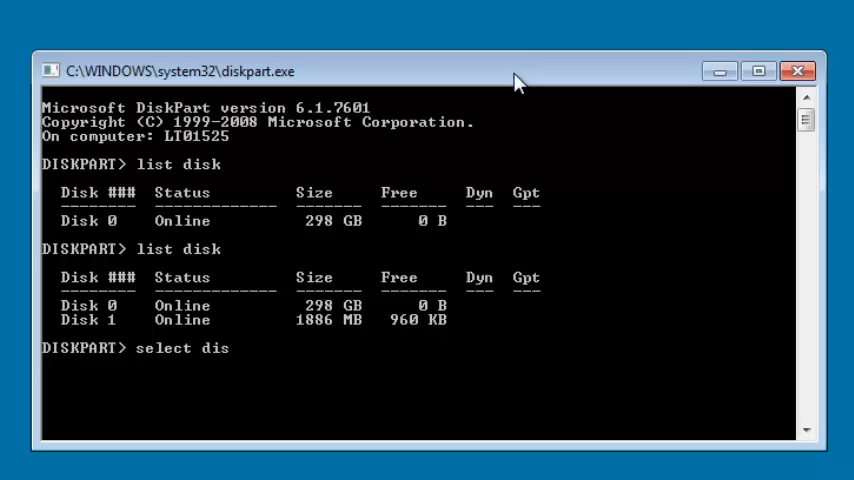 C:\WINDOWS\system32\diskpart.exe
Microsoft DiskPart version 6.1.7601
Copyright (C) 1999-2008 Microsoft Corporation.
On computer: LT01525
DISKPART> list disk
Disk ### Status Size Free Dyn Gpt
Disk 0 Online 298 GB 0 B
DISKPART> list disk
Disk ### Status Size Free Dyn Gpt
Disk 0 Online 298 GB 0 B
Disk 1 Online 1886 MB 960 KB
DISKPART> select dis